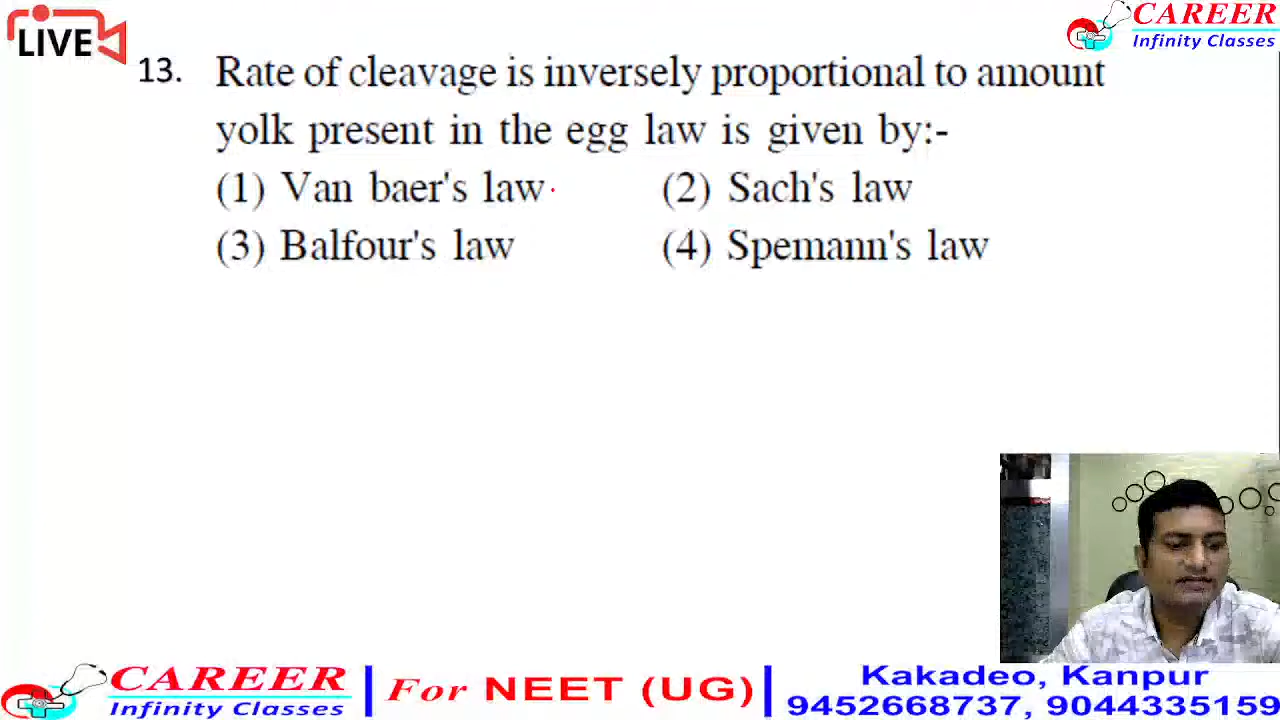 LIVE
CAREER
Infinity Classes
13. Rate of cleavage is inversely proportional to amount
yolk present in the egg law is given by:-
(1) Van baer's law (2) Sach's law
(3) Balfour's law (4) Spemann's law
CAREER
Infinity Classes
For NEET (UG)
Kakadeo, Kanpur
9452668737, 9044335159